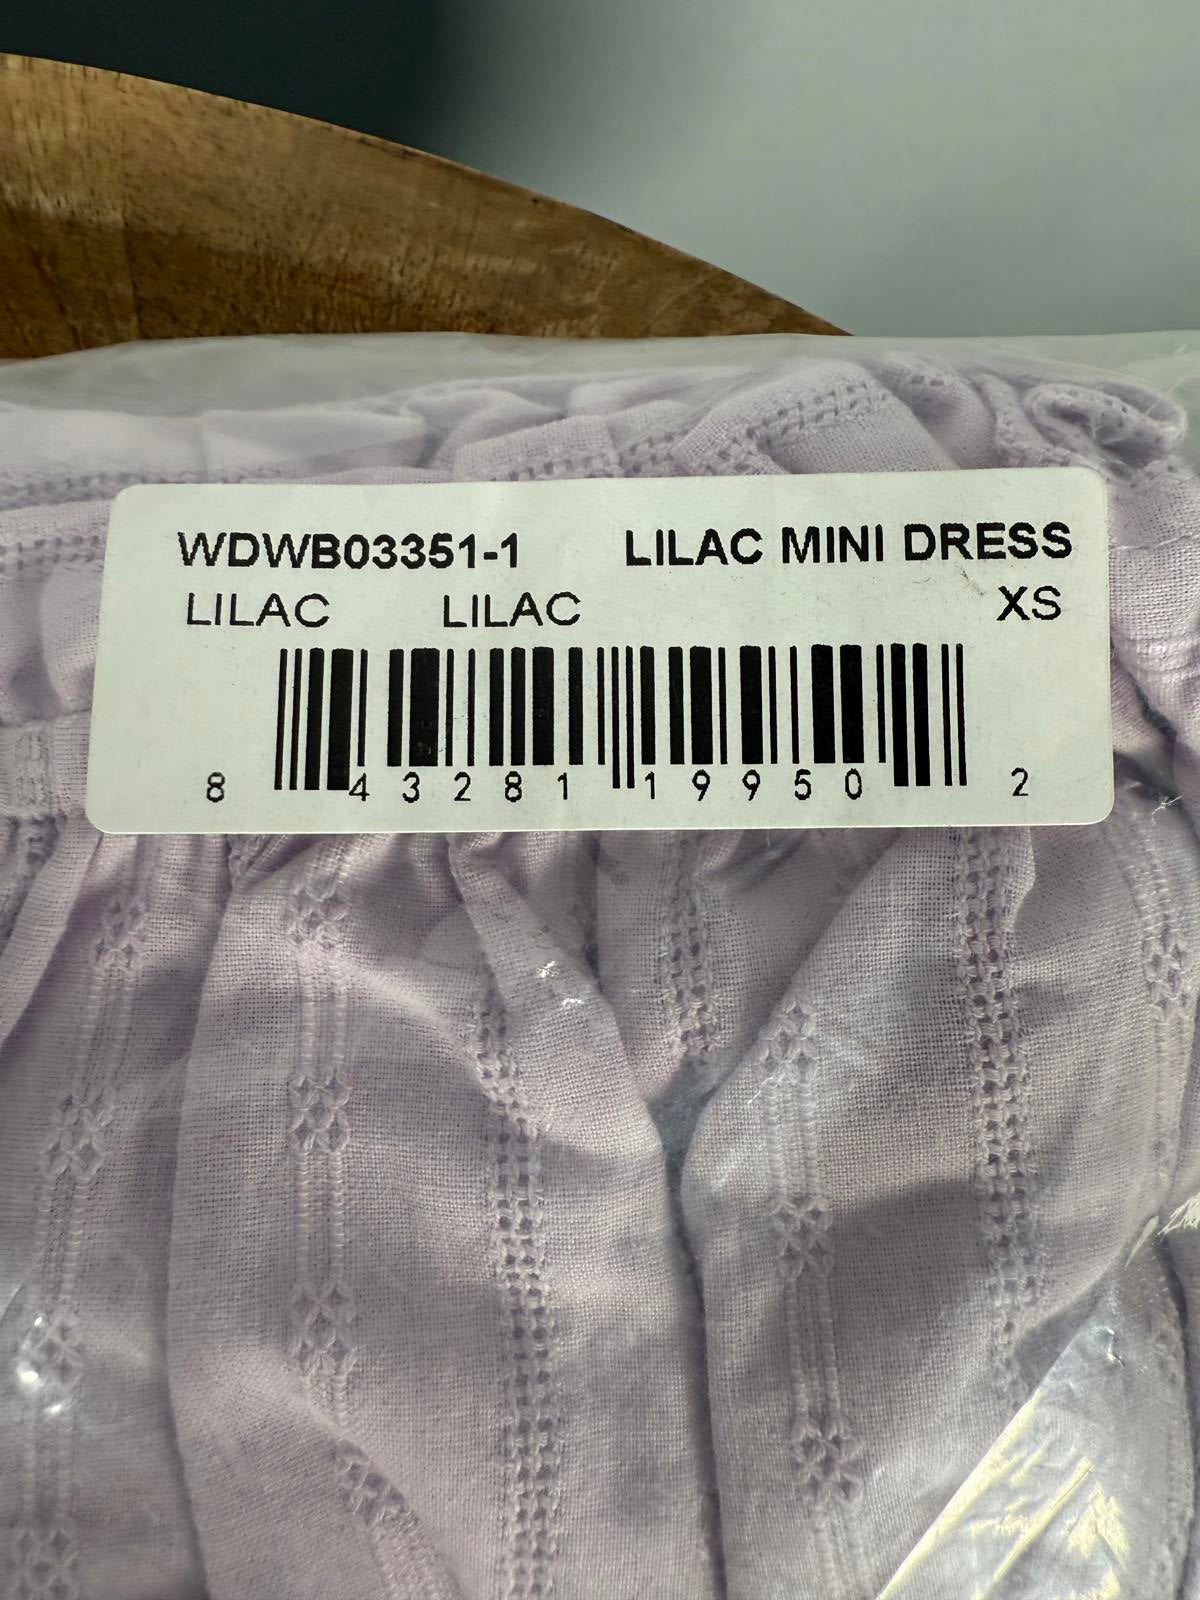 WDWB03351-1 LILAC MINI DRESS
LILAC LILAC XS
8 43281 19950 2